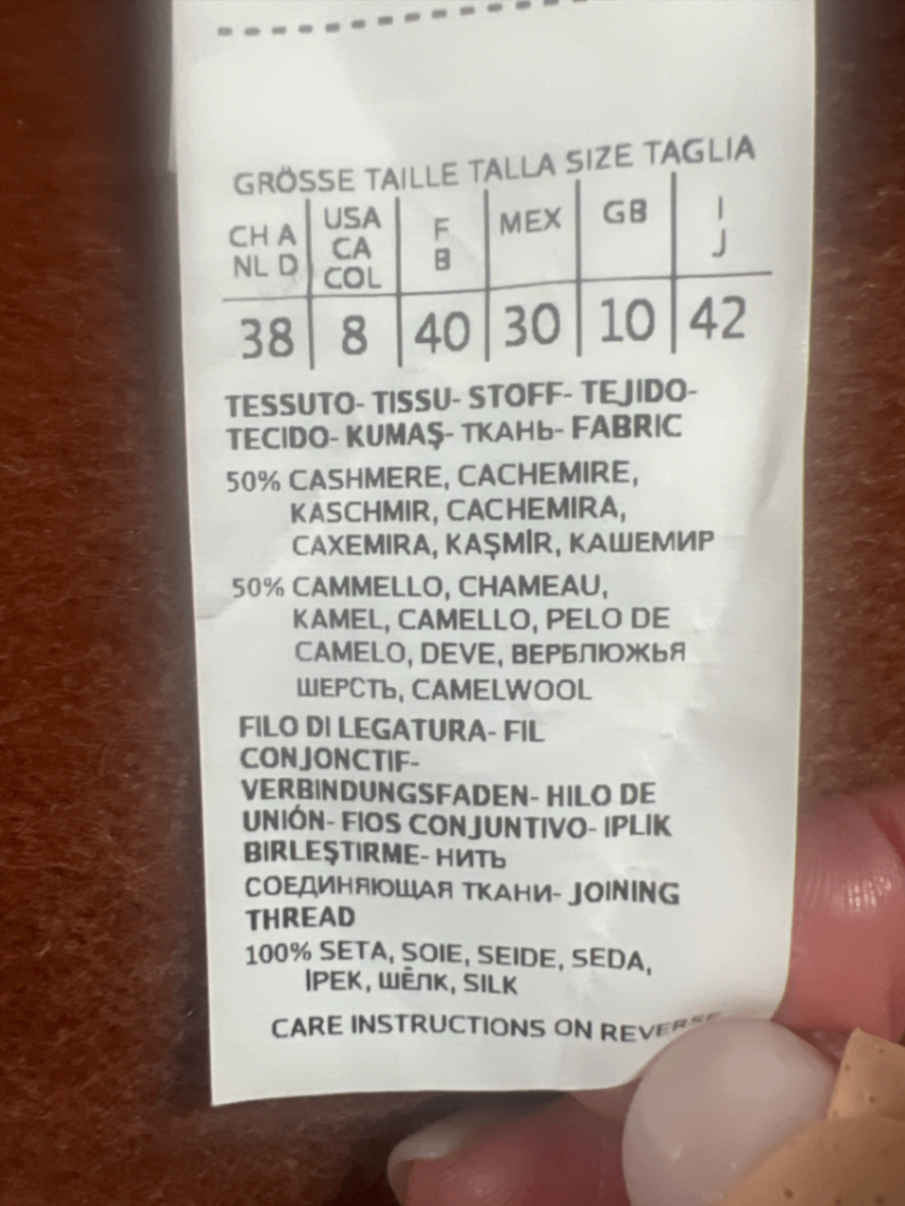 GRÖSSE TAILLE TALLA SIZE TAGLIA
CH A NL D | USA CA COL | F B | MEX | GB | I J
38 | 8 | 40 | 30 | 10 | 42
TESSUTO- TISSU- STOFF- TEJIDO-
TECIDO- KUMAŞ- ТКАНЬ- FABRIC
50% CASHMERE, CACHEMIRE,
KASCHMIR, CACHEMIRA,
CAXEMIRA, KAŞMİR, КАШЕМИР
50% CAMMELLO, CHAMEAU,
KAMEL, CAMELLO, PELO DE
CAMELO, DEVE, ВЕРБЛЮЖЬЯ
ШЕРСТЬ, CAMELWOOL
FILO DI LEGATURA- FIL
CONJONCTIF-
VERBINDUNGSFADEN- HILO DE
UNIÓN- FIOS CONJUNTIVO- IPLIK
BIRLEŞTIRME- НИТЬ
СОЕДИНЯЮЩАЯ ТКАНИ- JOINING
THREAD
100% SETA, SOIE, SEIDE, SEDA,
İPEK, ШЁЛК, SILK
CARE INSTRUCTIONS ON REVERSE